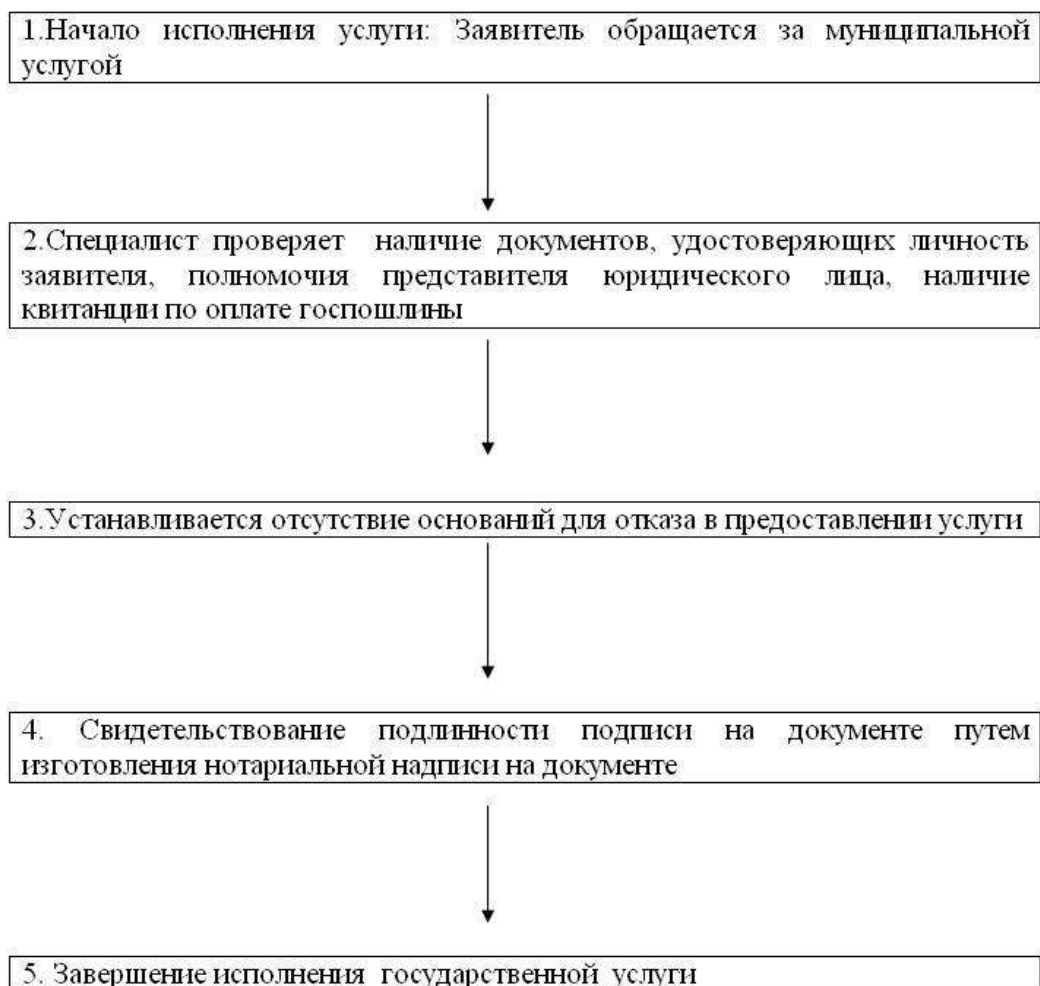 1.Начало исполнения услуги: Заявитель обращается за муниципальной
услугой
2.Специалист проверяет наличие документов, удостоверяющих личность
заявителя, полномочия представителя юридического лица, наличие
квитанции по оплате госпошлины
3.Устанавливается отсутствие оснований для отказа в предоставлении услуги
4. Свидетельствование подлинности подписи на документе путем
изготовления нотариальной надписи на документе
5. Завершение исполнения государственной услуги